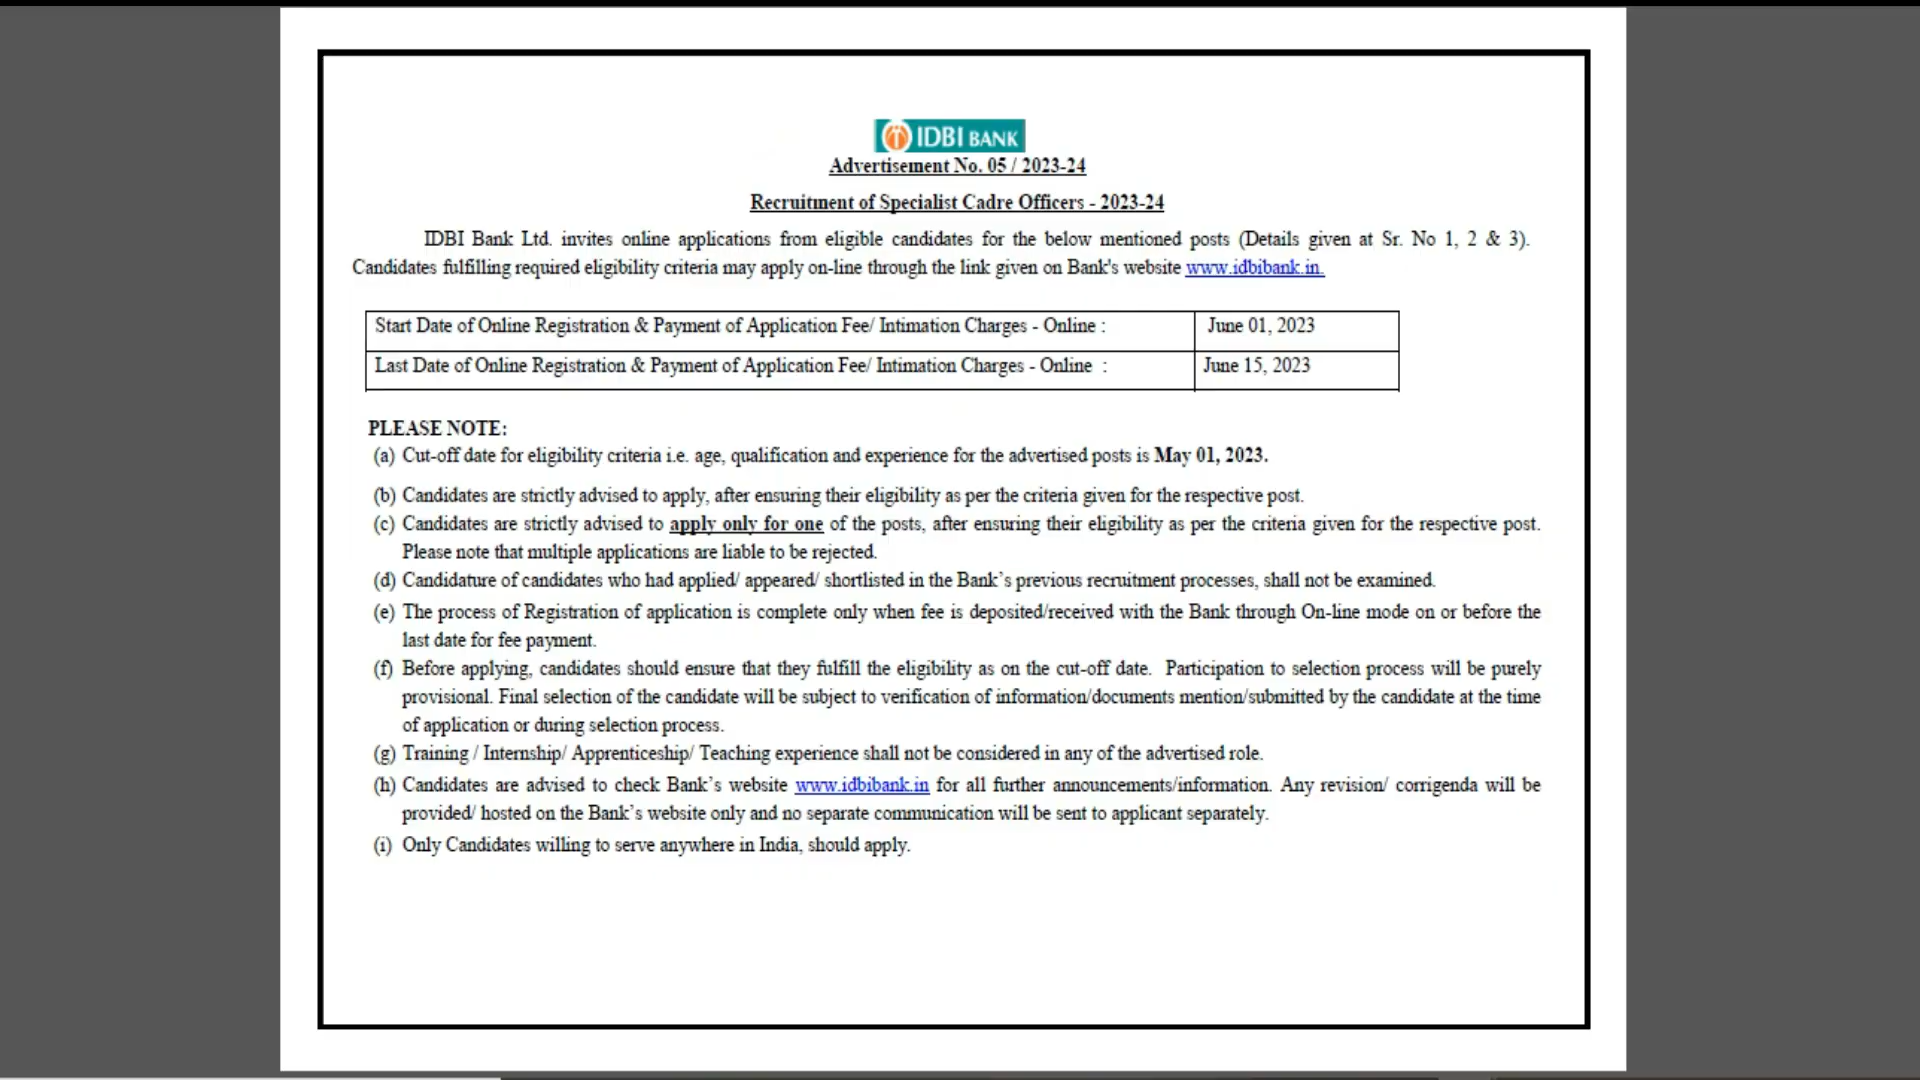 IDBI BANK
Advertisement No. 05 / 2023-24
Recruitment of Specialist Cadre Officers - 2023-24
IDBI Bank Ltd. invites online applications from eligible candidates for the below mentioned posts (Details given at Sr. No 1, 2 & 3).
Candidates fulfilling required eligibility criteria may apply on-line through the link given on Bank's website www.idbibank.in.
Start Date of Online Registration & Payment of Application Fee/ Intimation Charges - Online : June 01, 2023
Last Date of Online Registration & Payment of Application Fee/ Intimation Charges - Online : June 15, 2023
PLEASE NOTE:
(a) Cut-off date for eligibility criteria i.e. age, qualification and experience for the advertised posts is May 01, 2023.
(b) Candidates are strictly advised to apply, after ensuring their eligibility as per the criteria given for the respective post.
(c) Candidates are strictly advised to apply only for one of the posts, after ensuring their eligibility as per the criteria given for the respective post.
Please note that multiple applications are liable to be rejected.
(d) Candidature of candidates who had applied/ appeared/ shortlisted in the Bank’s previous recruitment processes, shall not be examined.
(e) The process of Registration of application is complete only when fee is deposited/received with the Bank through On-line mode on or before the
last date for fee payment.
(f) Before applying, candidates should ensure that they fulfill the eligibility as on the cut-off date. Participation to selection process will be purely
provisional. Final selection of the candidate will be subject to verification of information/documents mention/submitted by the candidate at the time
of application or during selection process.
(g) Training / Internship/ Apprenticeship/ Teaching experience shall not be considered in any of the advertised role.
(h) Candidates are advised to check Bank’s website www.idbibank.in for all further announcements/information. Any revision/ corrigenda will be
provided/ hosted on the Bank’s website only and no separate communication will be sent to applicant separately.
(i) Only Candidates willing to serve anywhere in India, should apply.